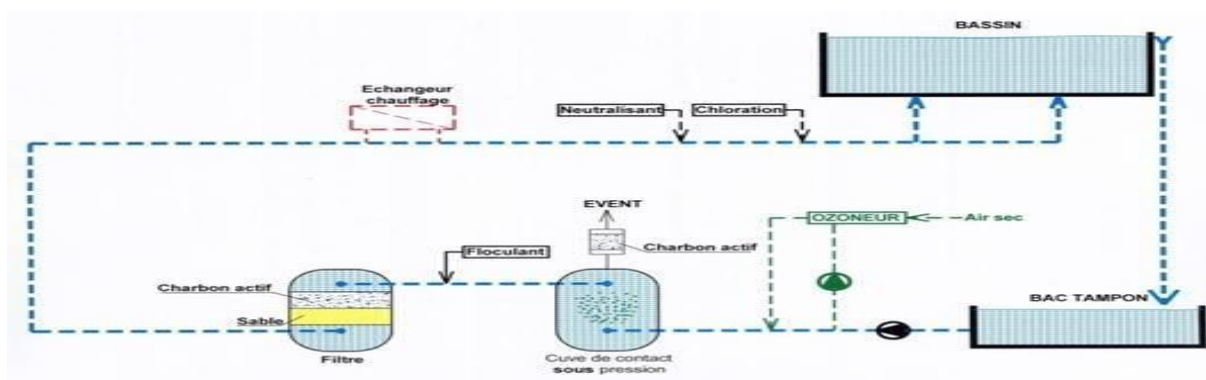 BASSIN
Echangeur
chauffage
Neutralisant
Chloration
EVENT
OZONEUR
Air sec
Floculant
Charbon actif
Charbon actif
Sable
BAC TAMPON
Filtre
Cuve de contact
sous pression